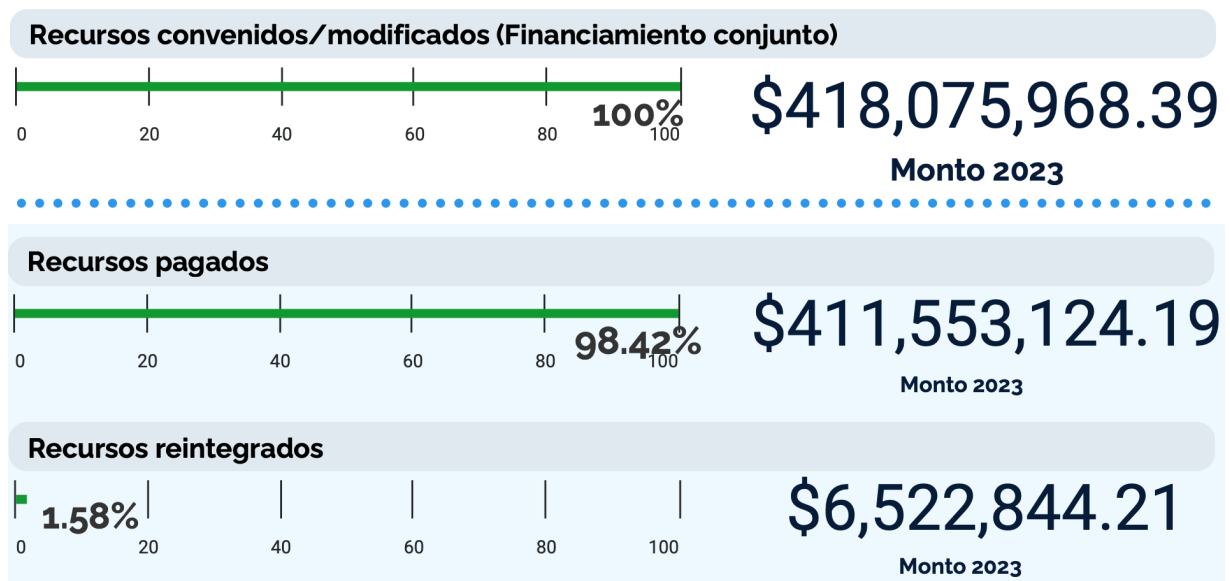 Recursos convenidos/modificados (Financiamiento conjunto)
$418,075,968.39
100%
0 20 40 60 80 100
Monto 2023
Recursos pagados
$411,553,124.19
98.42%
0 20 40 60 80 100
Monto 2023
Recursos reintegrados
$6,522,844.21
1.58%
0 20 40 60 80 100
Monto 2023